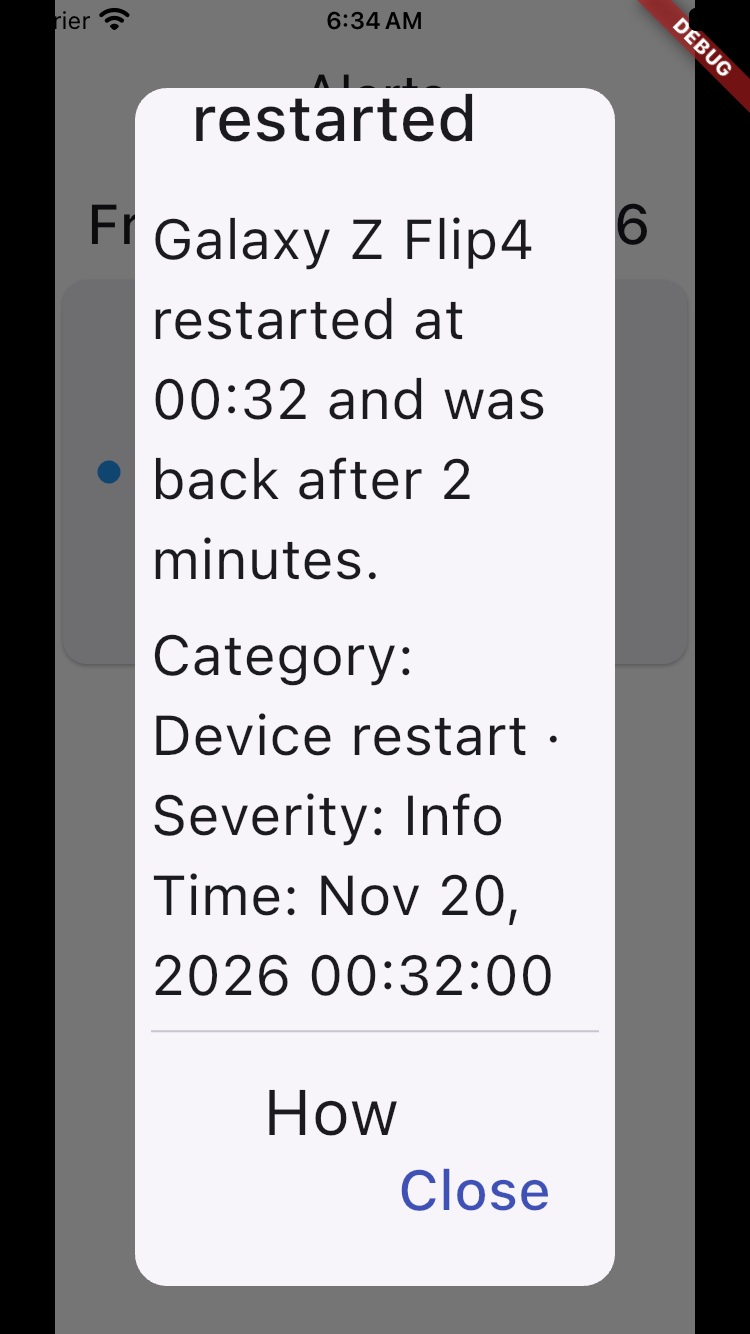 6:34 AM
DEBUG
restarted
Galaxy Z Flip4
restarted at
00:32 and was
back after 2
minutes.
Category:
Device restart ·
Severity: Info
Time: Nov 20,
2026 00:32:00
How
Close